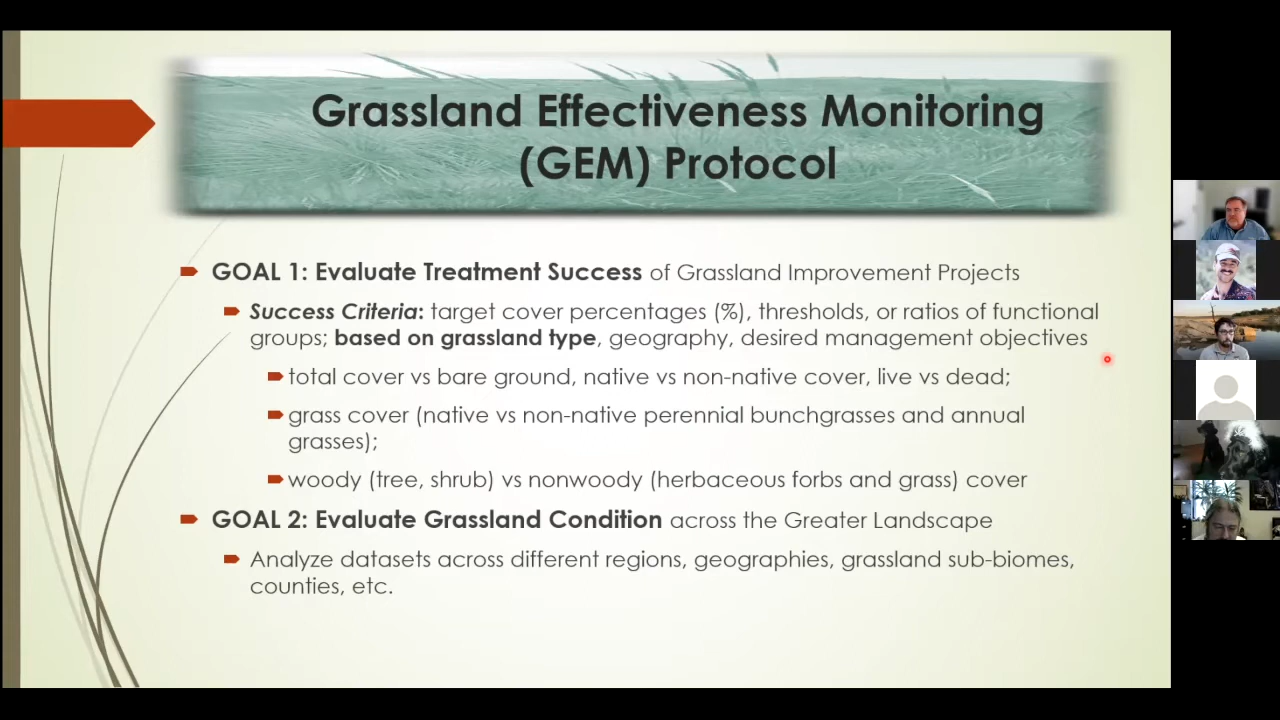 Grassland Effectiveness Monitoring
(GEM) Protocol
GOAL 1: Evaluate Treatment Success of Grassland Improvement Projects
Success Criteria: target cover percentages (%), thresholds, or ratios of functional
groups; based on grassland type, geography, desired management objectives
total cover vs bare ground, native vs non-native cover, live vs dead;
grass cover (native vs non-native perennial bunchgrasses and annual
grasses);
woody (tree, shrub) vs nonwoody (herbaceous forbs and grass) cover
GOAL 2: Evaluate Grassland Condition across the Greater Landscape
Analyze datasets across different regions, geographies, grassland sub-biomes,
counties, etc.